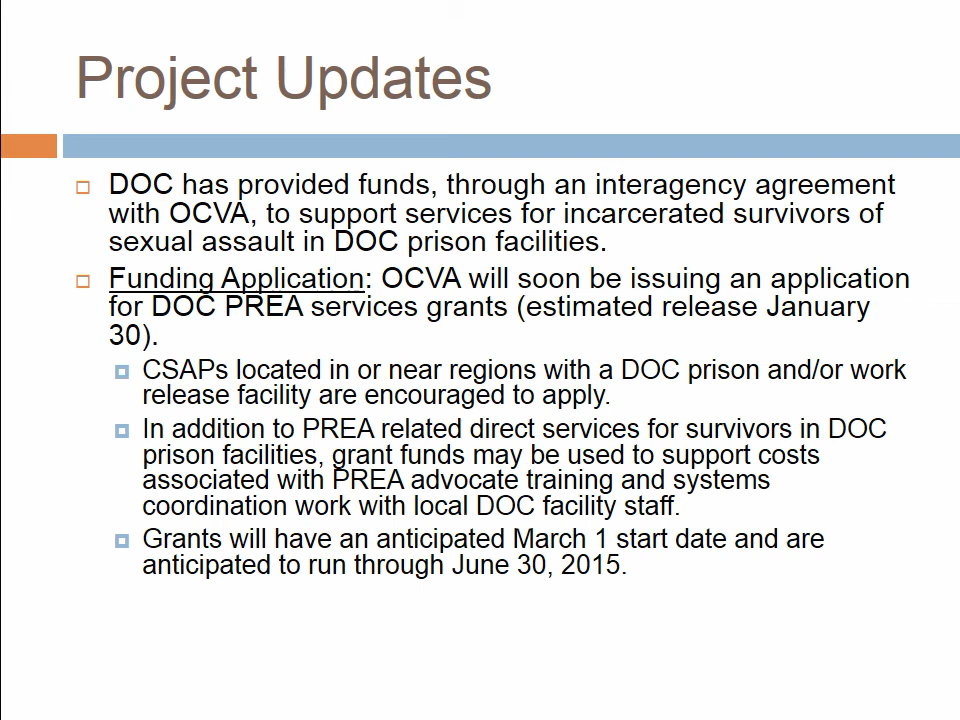 Project Updates
DOC has provided funds, through an interagency agreement
with OCVA, to support services for incarcerated survivors of
sexual assault in DOC prison facilities.
Funding Application: OCVA will soon be issuing an application
for DOC PREA services grants (estimated release January
30).
CSAPs located in or near regions with a DOC prison and/or work
release facility are encouraged to apply.
In addition to PREA related direct services for survivors in DOC
prison facilities, grant funds may be used to support costs
associated with PREA advocate training and systems
coordination work with local DOC facility staff.
Grants will have an anticipated March 1 start date and are
anticipated to run through June 30, 2015.